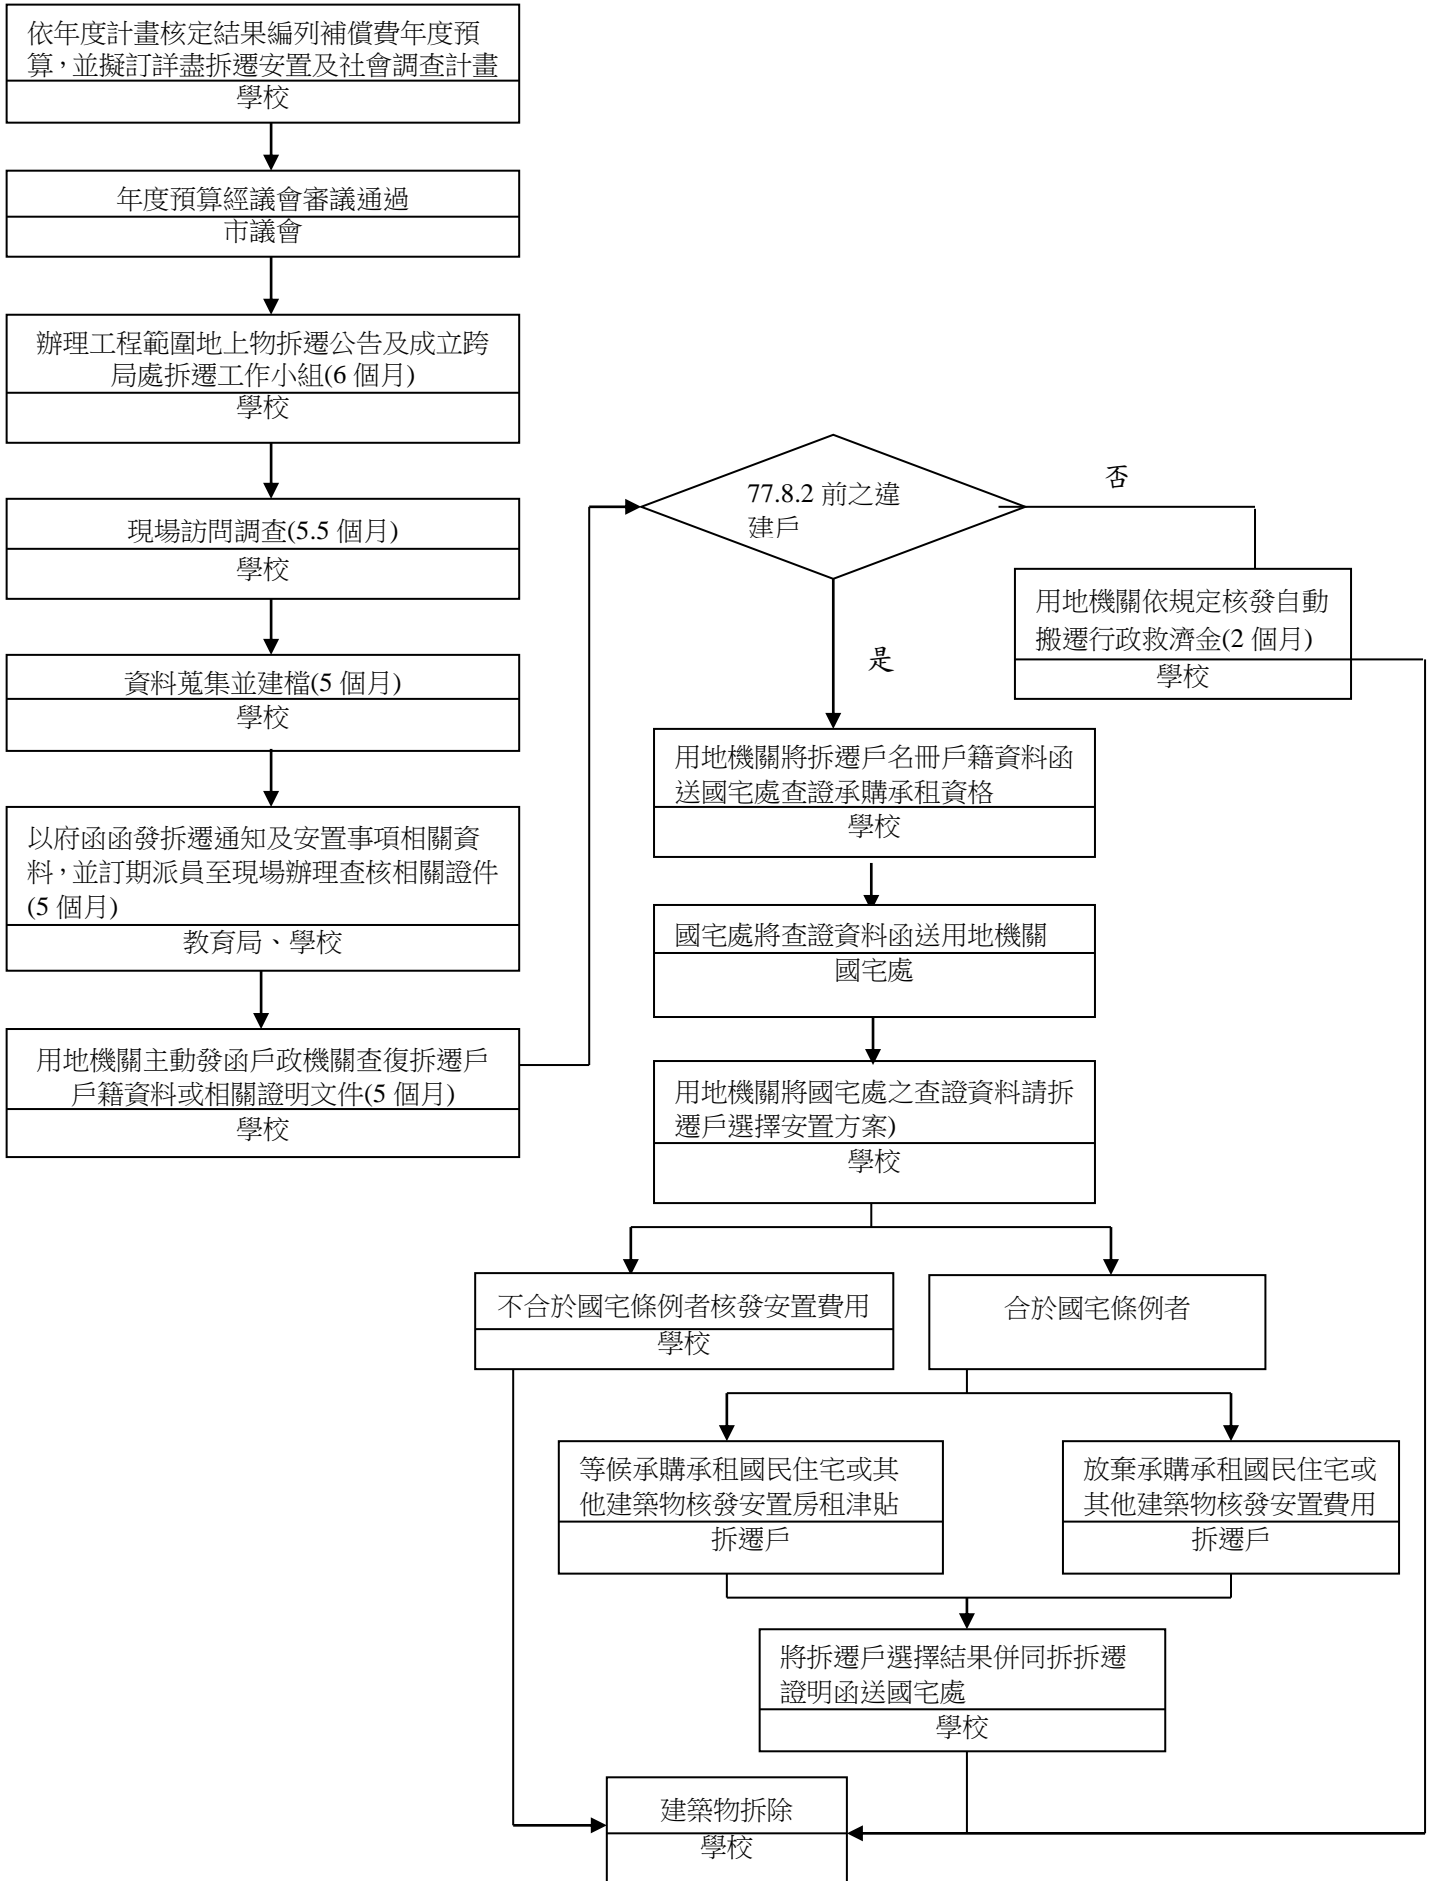 依年度計畫核定結果編列補償費年度預
算，並擬訂詳盡拆遷安置及社會調查計畫
學校
年度預算經議會審議通過
市議會
辦理工程範圍地上物拆遷公告及成立跨
局處拆遷工作小組(6 個月)
學校
現場訪問調查(5.5 個月)
學校
資料蒐集並建檔(5 個月)
學校
以府函函發拆遷通知及安置事項相關資
料，並訂期派員至現場辦理查核相關證件
(5 個月)
教育局、學校
用地機關主動發函戶政機關查復拆遷戶
戶籍資料或相關證明文件(5 個月)
學校
77.8.2 前之違
建戶
否
用地機關依規定核發自動
搬遷行政救濟金(2 個月)
學校
是
用地機關將拆遷戶名冊戶籍資料函
送國宅處查證承購承租資格
學校
國宅處將查證資料函送用地機關
國宅處
用地機關將國宅處之查證資料請拆
遷戶選擇安置方案)
學校
不合於國宅條例者核發安置費用
學校
合於國宅條例者
等候承購承租國民住宅或其
他建築物核發安置房租津貼
拆遷戶
放棄承購承租國民住宅或
其他建築物核發安置費用
拆遷戶
將拆遷戶選擇結果併同拆拆遷
證明函送國宅處
學校
建築物拆除
學校